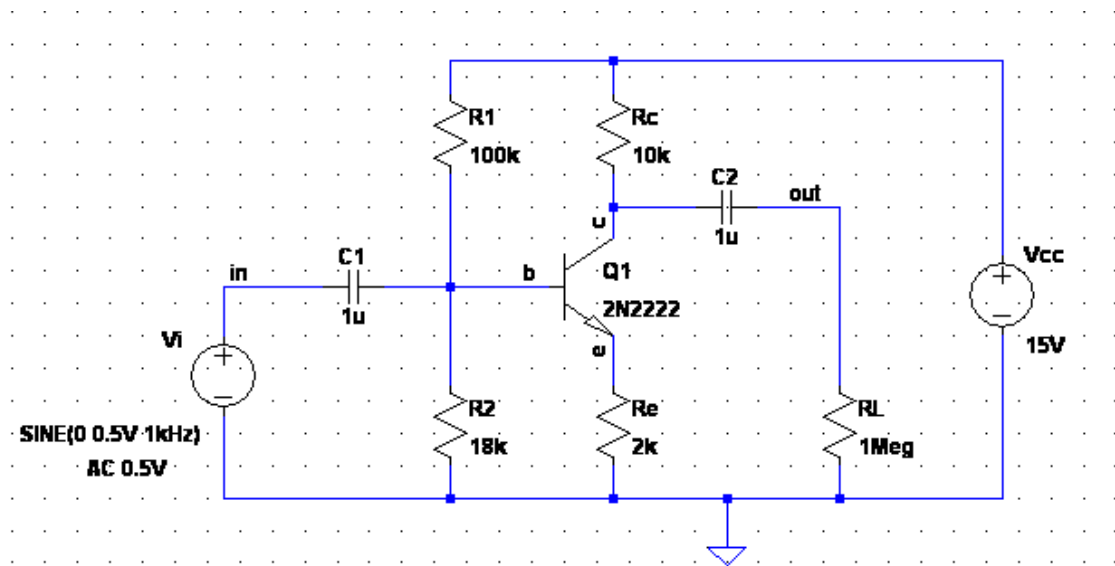 R1
100k
Rc
10k
C2
1u
out
c
C1
1u
in
b
Q1
2N2222
e
Vcc
15V
Vi
SINE(0 0.5V 1kHz)
AC 0.5V
R2
18k
Re
2k
RL
1Meg